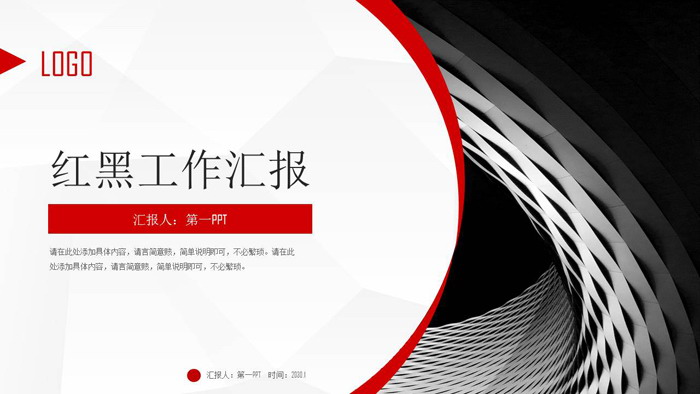 LOGO
红黑工作汇报
汇报人：第一PPT
请在此处添加具体内容，请言简意赅，简单说明即可，不必繁琐。请在此
处添加具体内容，请言简意赅，简单说明即可，不必繁琐。
汇报人：第一PPT 时间：